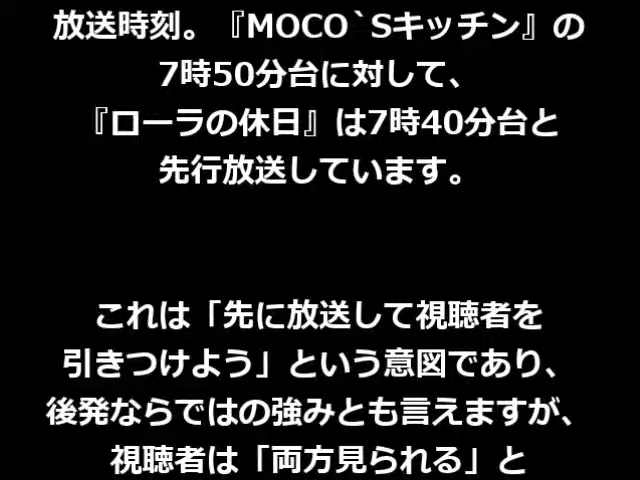 放送時刻。『MOCO`Sキッチン』の
7時50分台に対して、
『ローラの休日』は7時40分台と
先行放送しています。
これは「先に放送して視聴者を
引きつけよう」という意図であり、
後発ならではの強みとも言えますが、
視聴者は「両方見られる」と